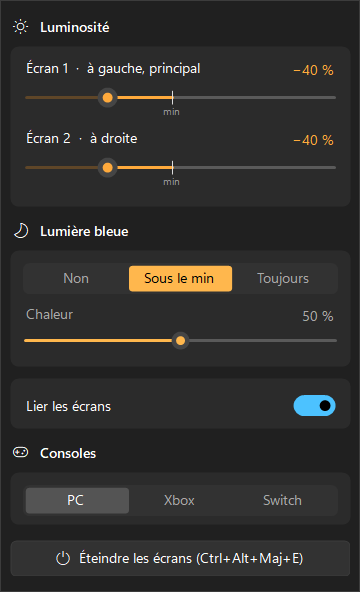 Luminosité
Écran 1 · à gauche, principal −40 %
min
Écran 2 · à droite −40 %
min
Lumière bleue
Non Sous le min Toujours
Chaleur 50 %
Lier les écrans
Consoles
PC Xbox Switch
Éteindre les écrans (Ctrl+Alt+Maj+E)